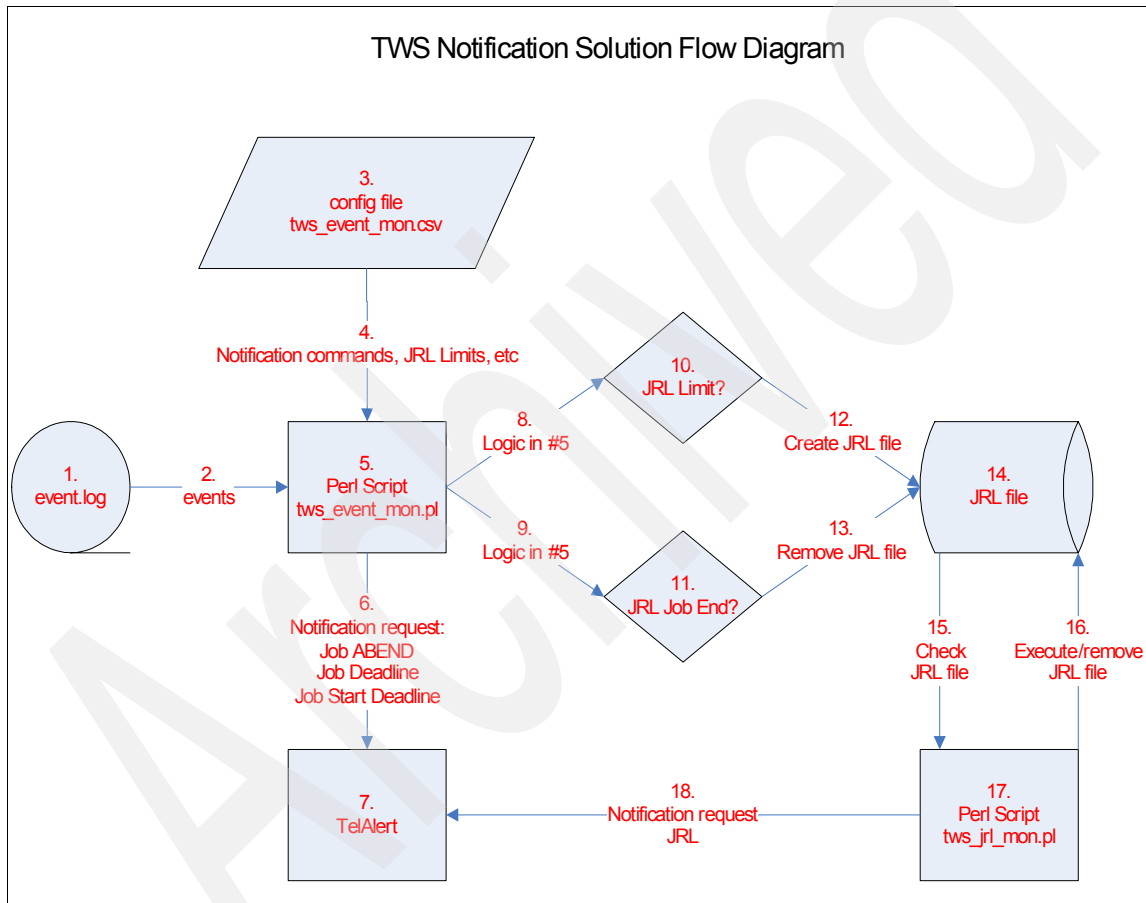 TWS Notification Solution Flow Diagram
3.
config file
tws_event_mon.csv
4.
Notification commands, JRL Limits, etc
10.
JRL Limit?
8.
Logic in #5
12.
Create JRL file
1.
event.log
2.
events
5.
Perl Script
tws_event_mon.pl
14.
JRL file
9.
Logic in #5
13.
Remove JRL file
11.
JRL Job End?
6.
Notification request:
Job ABEND
Job Deadline
Job Start Deadline
15.
Check
JRL file
16.
Execute/remove
JRL file
7.
TelAlert
18.
Notification request
JRL
17.
Perl Script
tws_jrl_mon.pl
Archived